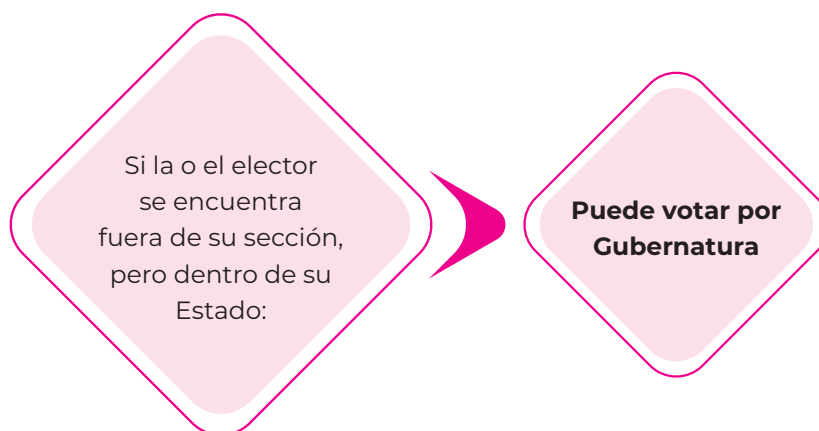 Si la o el elector
se encuentra
fuera de su sección,
pero dentro de su
Estado:
Puede votar por
Gubernatura